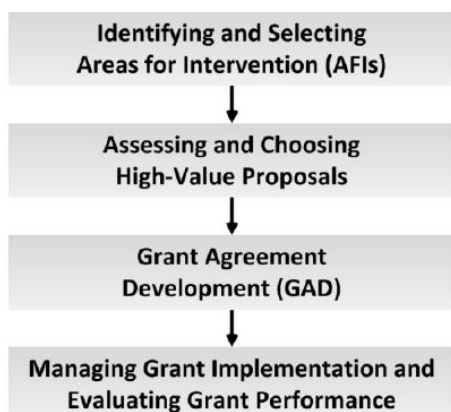 Identifying and Selecting
Areas for Intervention (AFIs)
Assessing and Choosing
High-Value Proposals
Grant Agreement
Development (GAD)
Managing Grant Implementation and
Evaluating Grant Performance